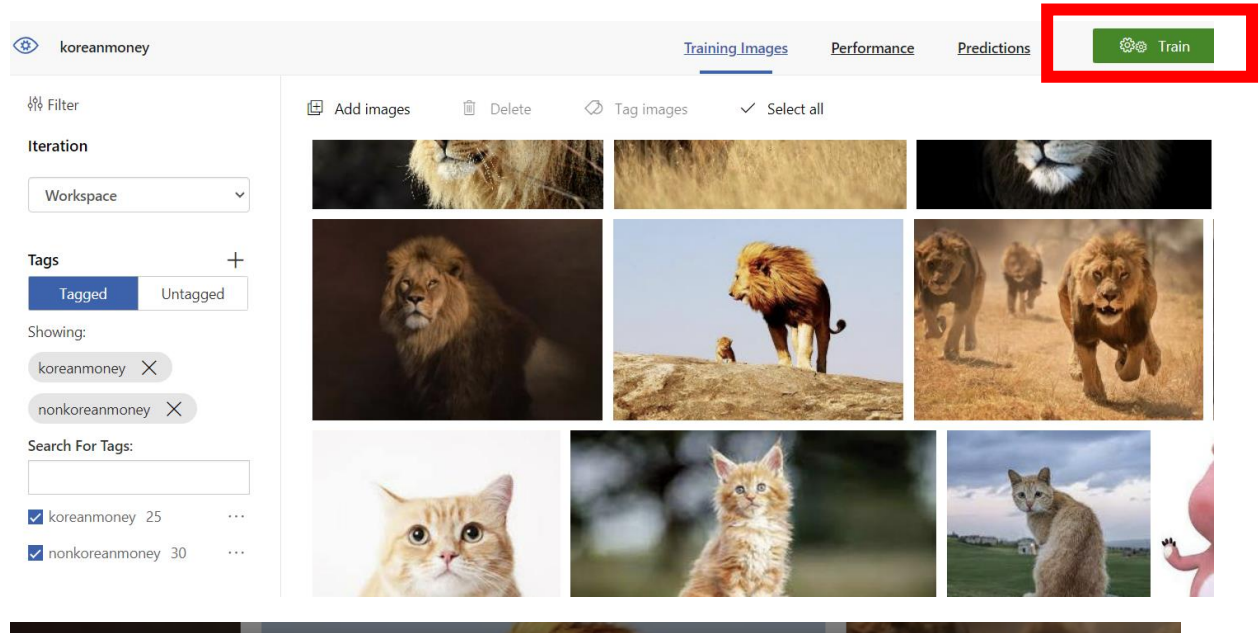 koreanmoney
Training Images Performance Predictions Train
Filter
Add images Delete Tag images Select all
Iteration
Workspace
Tags
Tagged Untagged
Showing:
koreanmoney
nonkoreanmoney
Search For Tags:
koreanmoney 25 ...
nonkoreanmoney 30 ...